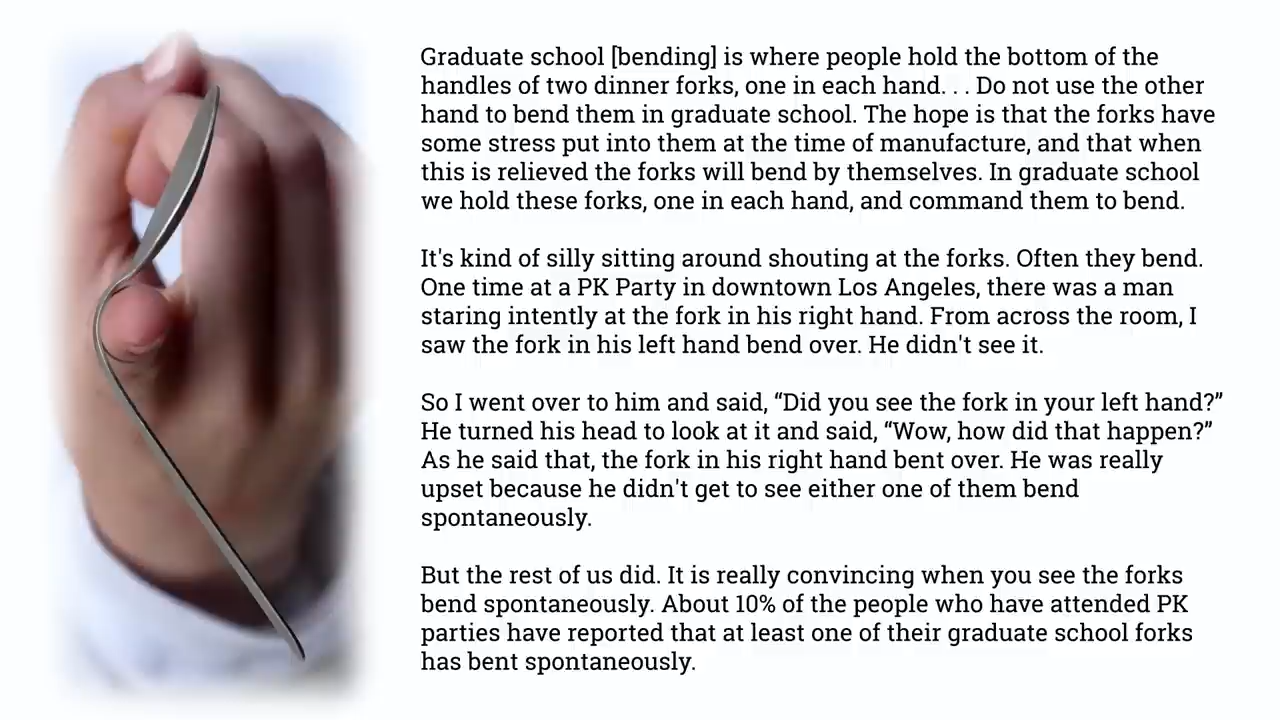 Graduate school [bending] is where people hold the bottom of the
handles of two dinner forks, one in each hand. . . Do not use the other
hand to bend them in graduate school. The hope is that the forks have
some stress put into them at the time of manufacture, and that when
this is relieved the forks will bend by themselves. In graduate school
we hold these forks, one in each hand, and command them to bend.
It's kind of silly sitting around shouting at the forks. Often they bend.
One time at a PK Party in downtown Los Angeles, there was a man
staring intently at the fork in his right hand. From across the room, I
saw the fork in his left hand bend over. He didn't see it.
So I went over to him and said, “Did you see the fork in your left hand?”
He turned his head to look at it and said, “Wow, how did that happen?”
As he said that, the fork in his right hand bent over. He was really
upset because he didn't get to see either one of them bend
spontaneously.
But the rest of us did. It is really convincing when you see the forks
bend spontaneously. About 10% of the people who have attended PK
parties have reported that at least one of their graduate school forks
has bent spontaneously.